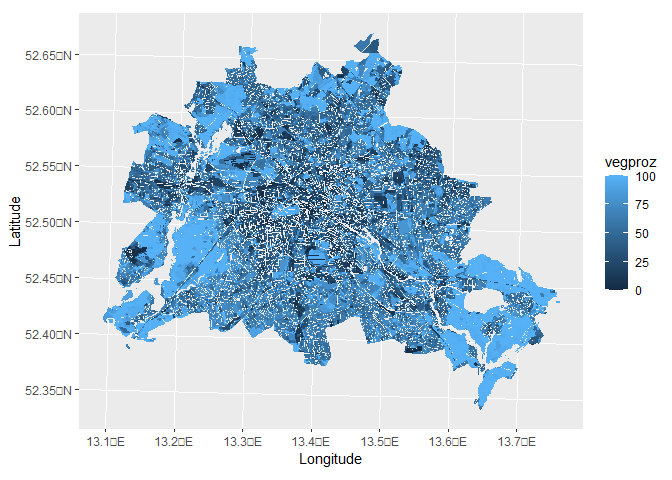 52.65▯N
52.60▯N
52.55▯N
52.50▯N
52.45▯N
52.40▯N
52.35▯N
Latitude
13.1▯E 13.2▯E 13.3▯E 13.4▯E 13.5▯E 13.6▯E 13.7▯E
Longitude
vegproz
100
75
50
25
0